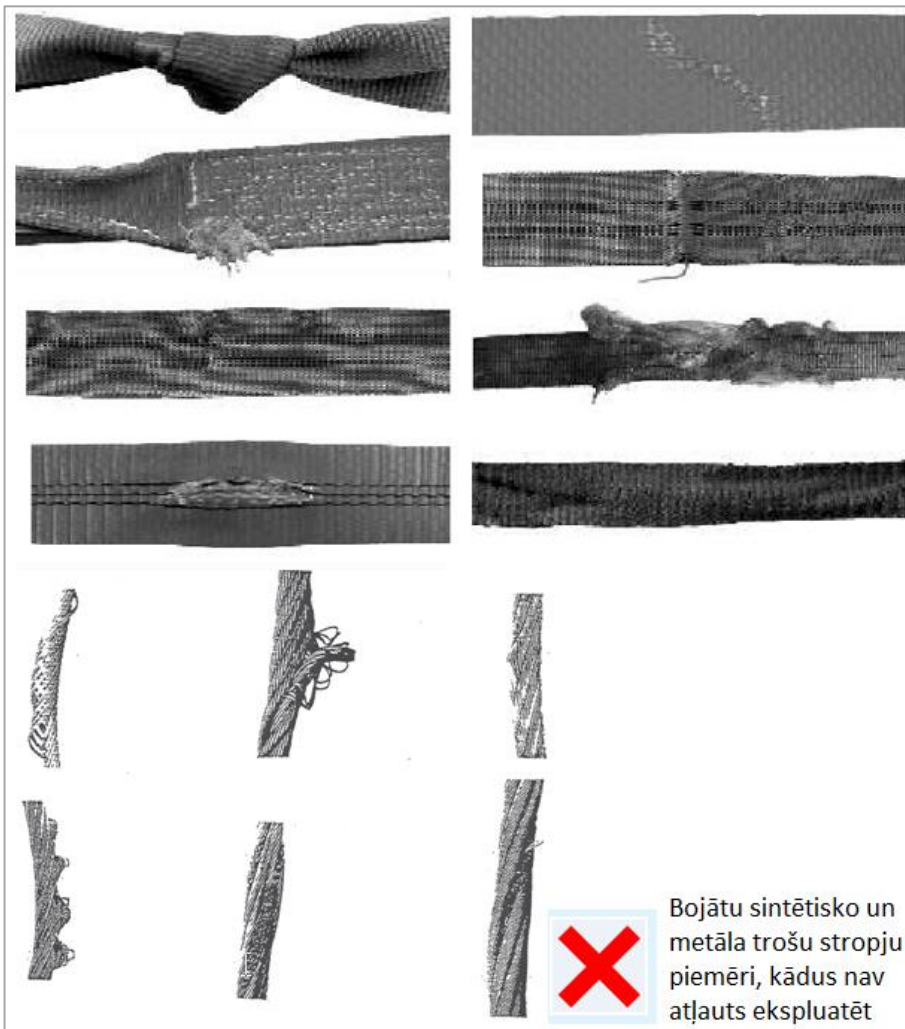 Bojātu sintētisko un
metāla trošu stropju
piemēri, kādus nav
atļauts ekspluatēt